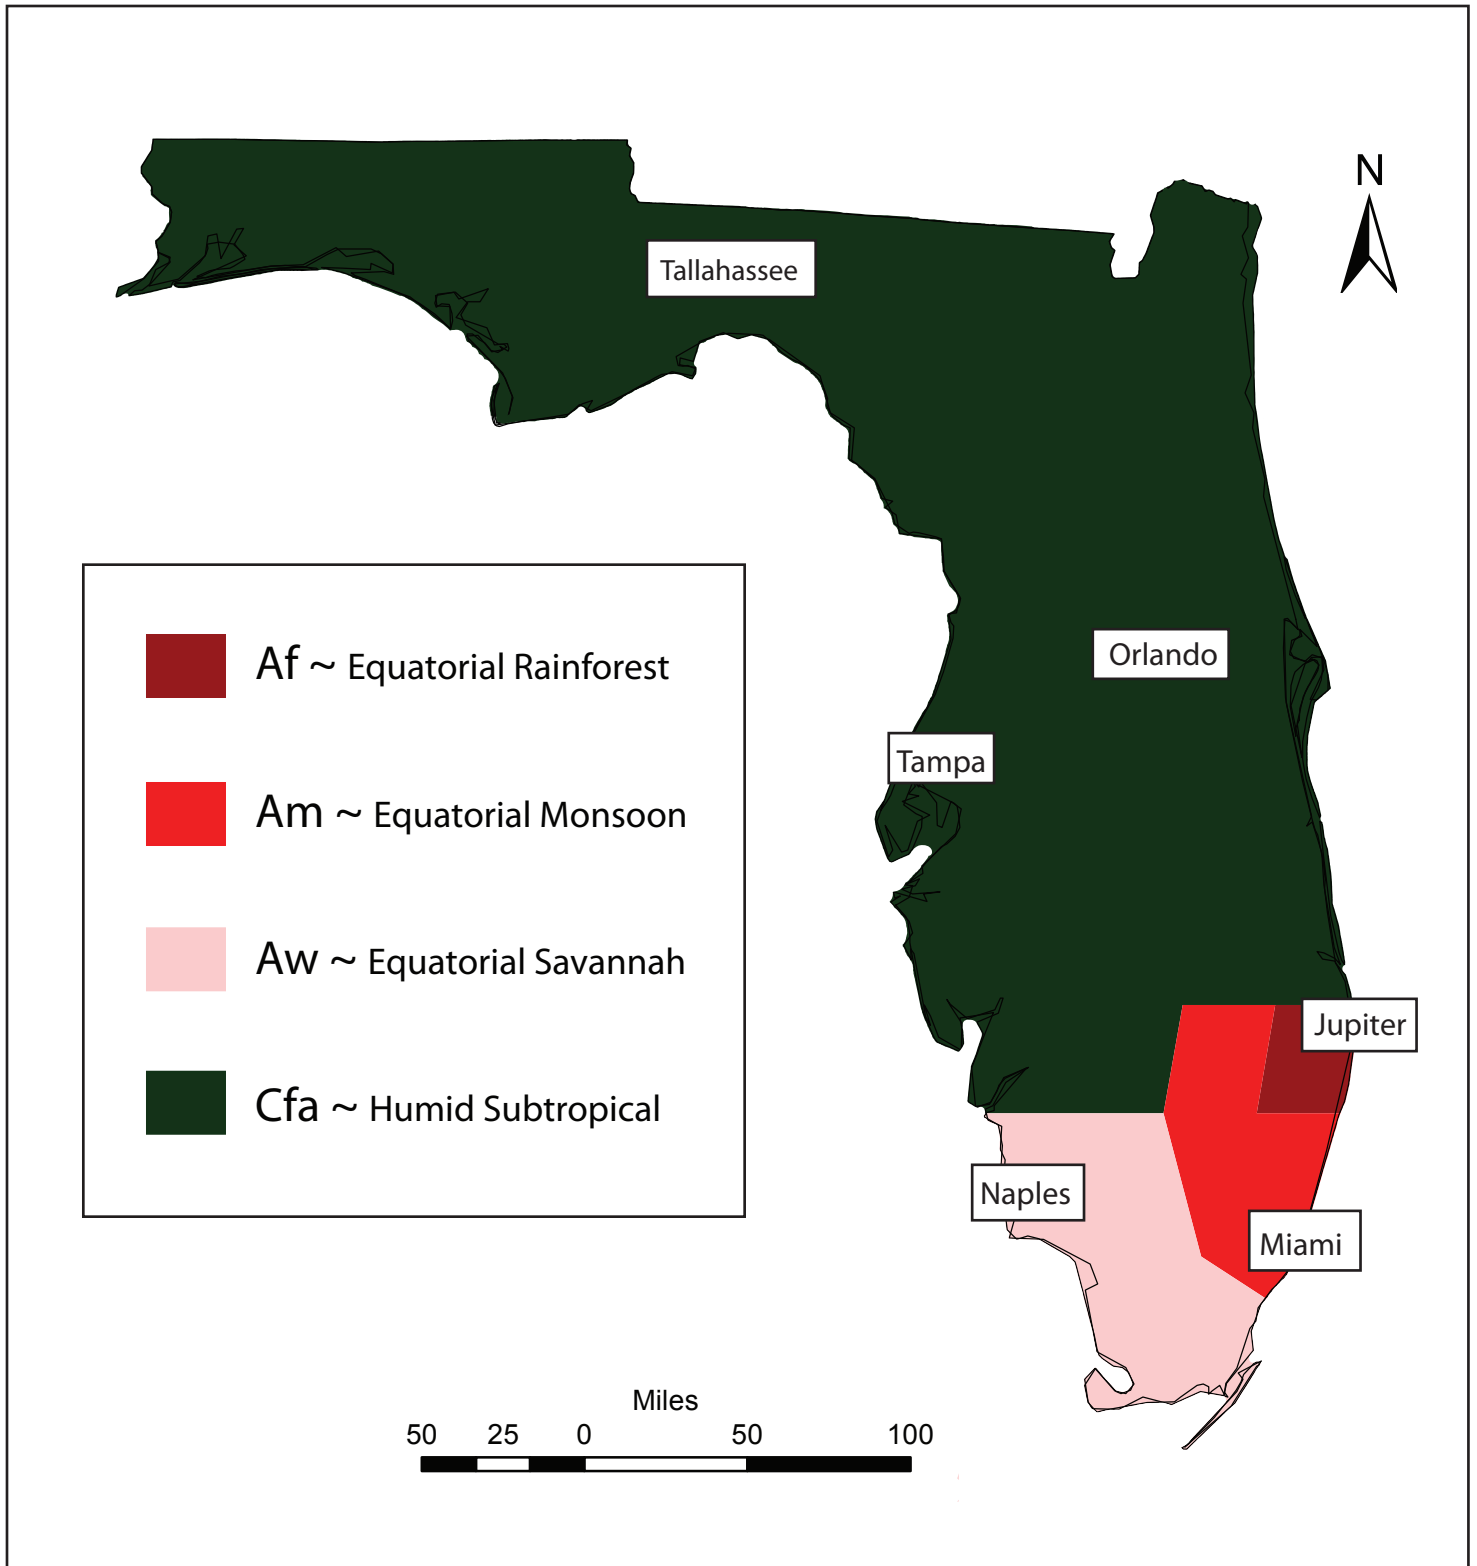 N
Tallahassee
Orlando
Tampa
Af ~ Equatorial Rainforest
Am ~ Equatorial Monsoon
Aw ~ Equatorial Savannah
Cfa ~ Humid Subtropical
Jupiter
Naples
Miami
Miles
50 25 0 50 100